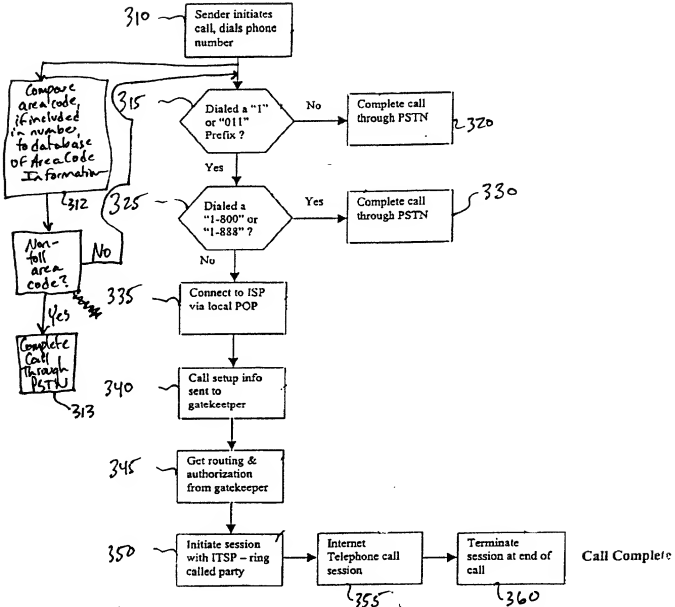 310
Sender initiates
call, dials phone
number
Compare
area code,
if included
in number,
to database
of Area Code
Information
312
315
Dialed a "1"
or "011"
Prefix ?
No
Complete call
through PSTN
320
Yes
325
Dialed a
"1-800" or
"1-888" ?
Yes
Complete call
through PSTN
330
No
Non-
toll
area
code?
No
Yes
Complete
Call
Through
PSTN
313
335
Connect to ISP
via local POP
340
Call setup info
sent to
gatekeetper
345
Get routing &
authorization
from gatekeeper
350
Initiate session
with ITSP – ring
called party
Internet
Telephone call
session
355
Terminate
session at end of
call
360
Call Complete